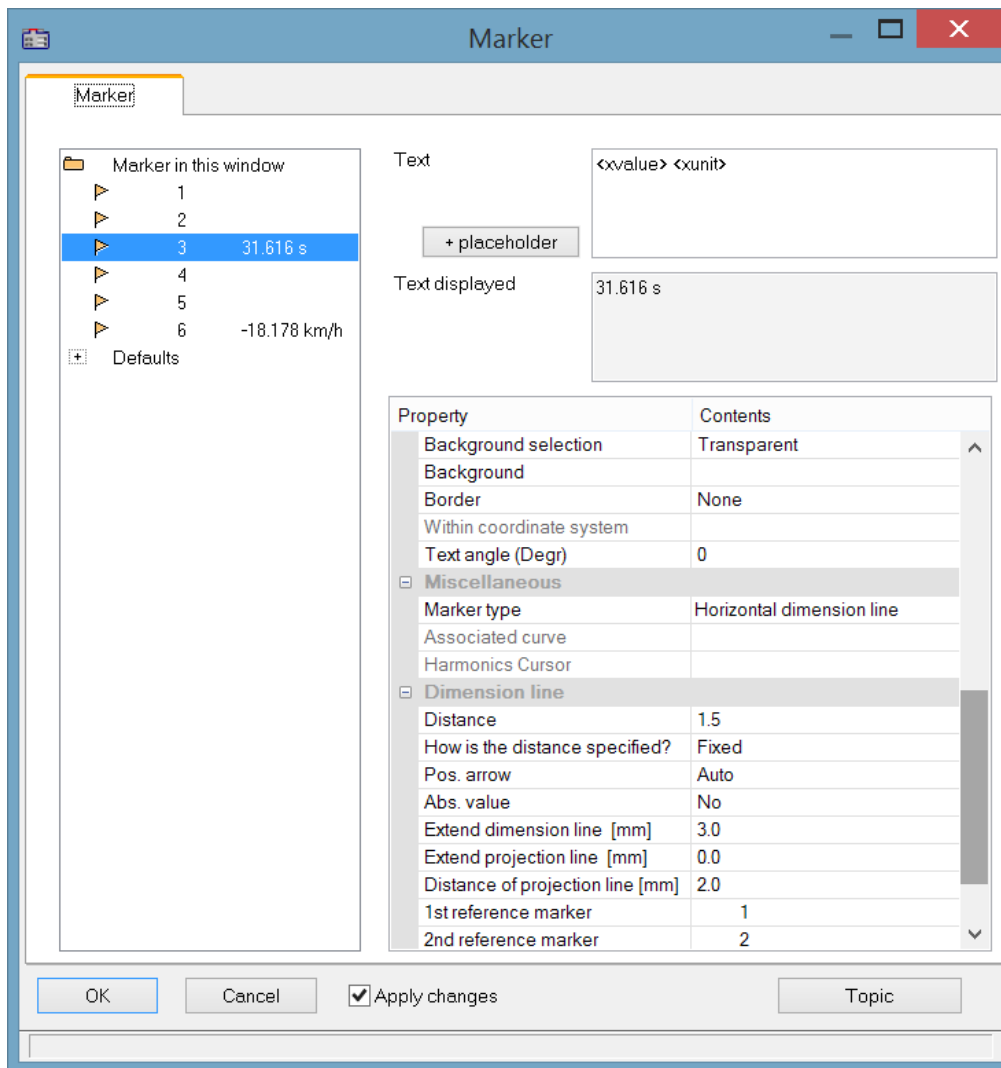 Marker
Marker
Marker in this window
1
2
3 31.616 s
4
5
6 -18.178 km/h
Defaults
Text
<xvalue> <xunit>
+ placeholder
Text displayed
31.616 s
Property Contents
Background selection Transparent
Background
Border None
Within coordinate system
Text angle (Degr) 0
Miscellaneous
Marker type Horizontal dimension line
Associated curve
Harmonics Cursor
Dimension line
Distance 1.5
How is the distance specified? Fixed
Pos. arrow Auto
Abs. value No
Extend dimension line [mm] 3.0
Extend projection line [mm] 0.0
Distance of projection line [mm] 2.0
1st reference marker 1
2nd reference marker 2
OK Cancel Apply changes Topic